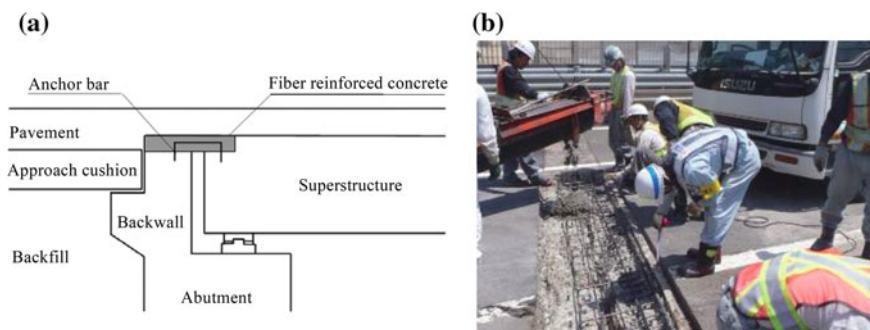 (a)
Anchor bar
Fiber reinforced concrete
Pavement
Approach cushion
Superstructure
Backwall
Backfill
Abutment
(b)
ISUZU